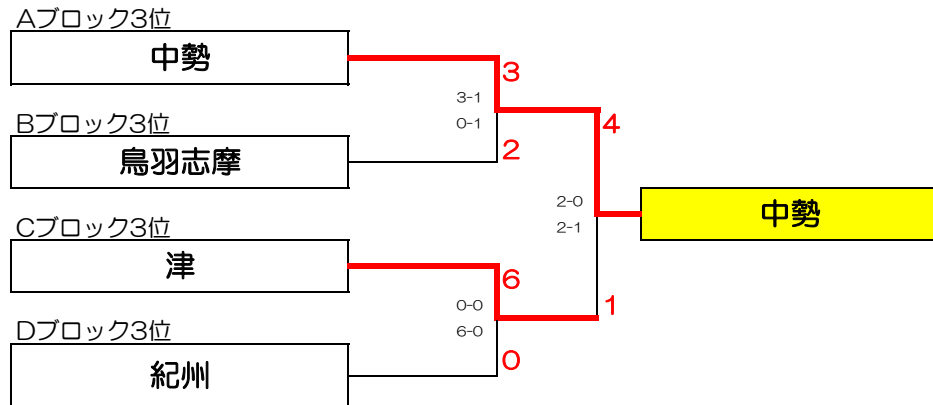 Aブロック3位
中勢
3
3-1
0-1
4
Bブロック3位
2
鳥羽志摩
2-0
中勢
2-1
Cブロック3位
津
6
0-0
1
6-0
Dブロック3位
0
紀州